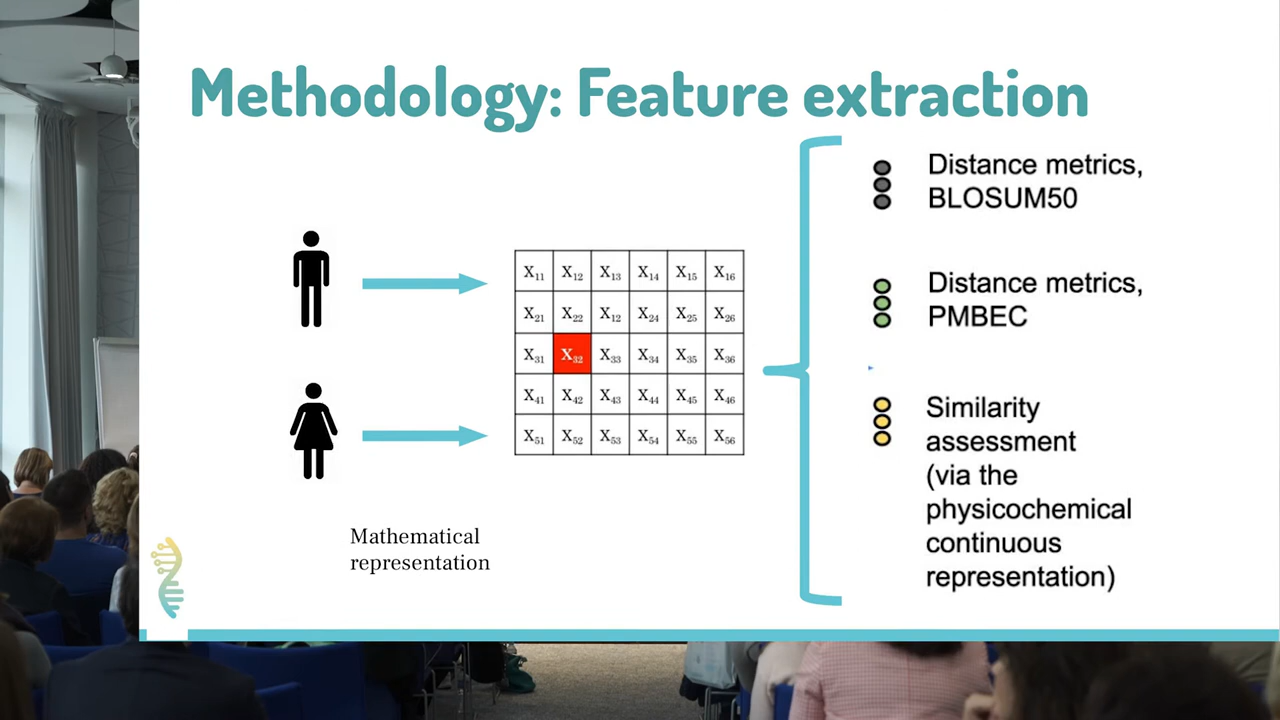 Methodology: Feature extraction
Distance metrics,
BLOSUM50
Distance metrics,
PMBEC
Similarity
assessment
(via the
physicochemical
continuous
representation)
X11 X12 X13 X14 X15 X16
X21 X22 X12 X24 X25 X26
X31 X32 X33 X34 X35 X36
X41 X42 X43 X44 X45 X46
X51 X52 X53 X54 X55 X56
Mathematical
representation